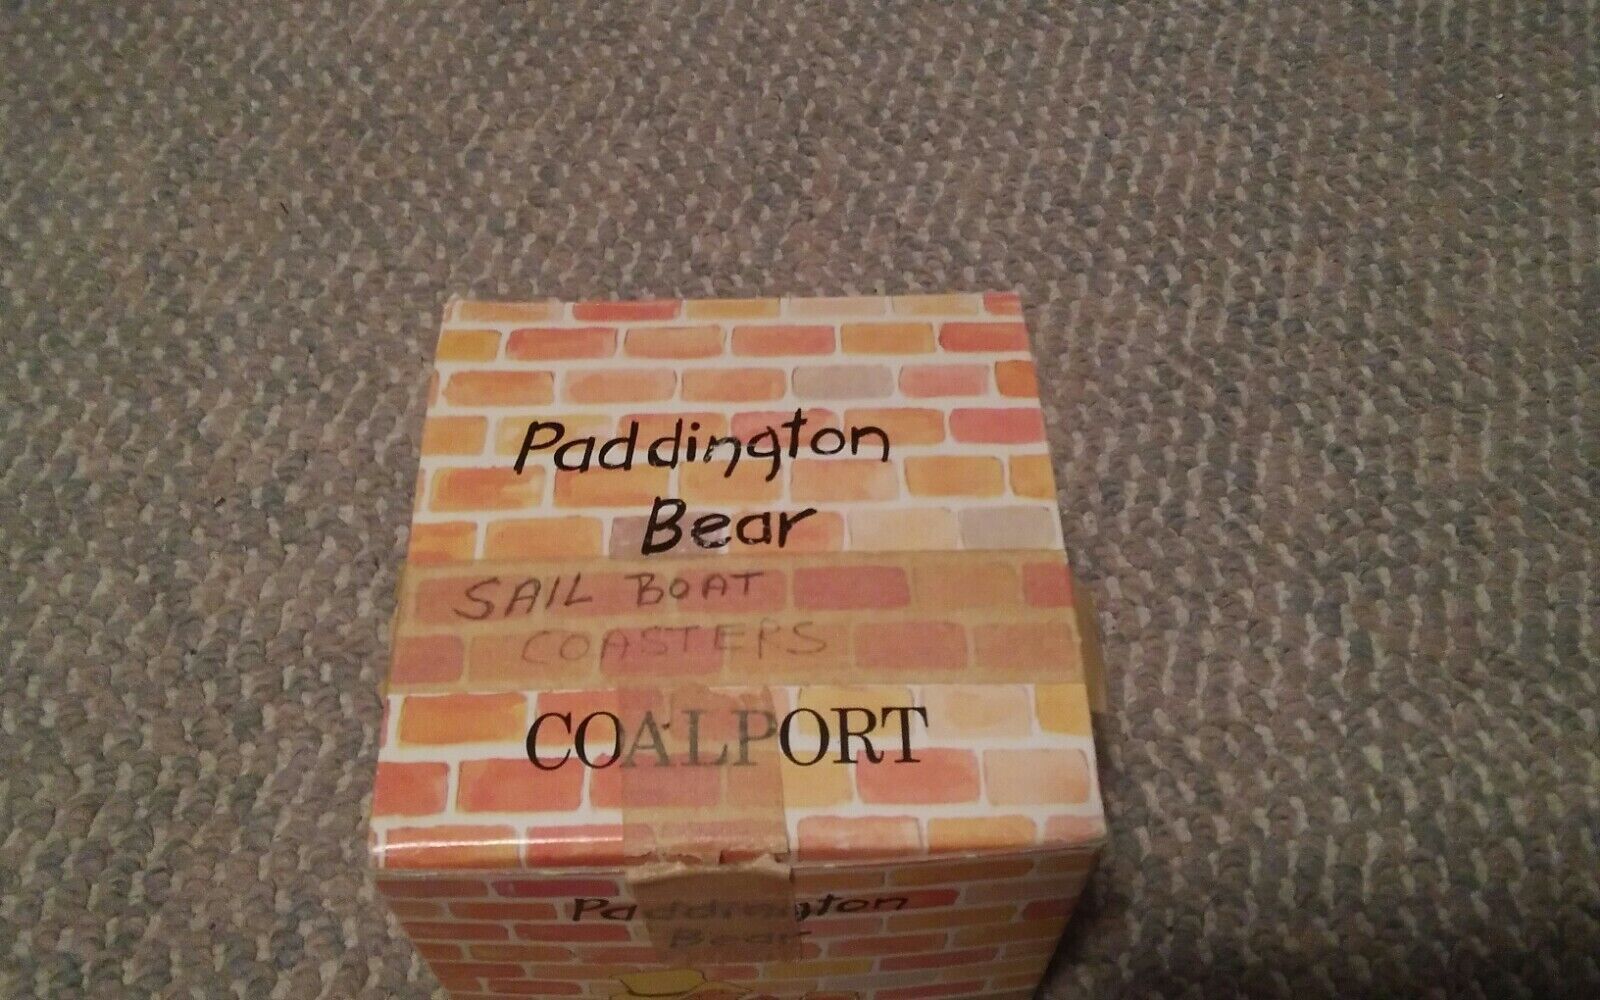 Paddington
Bear
SAIL BOAT
COASTERS
COALPORT
Paddington
Bear